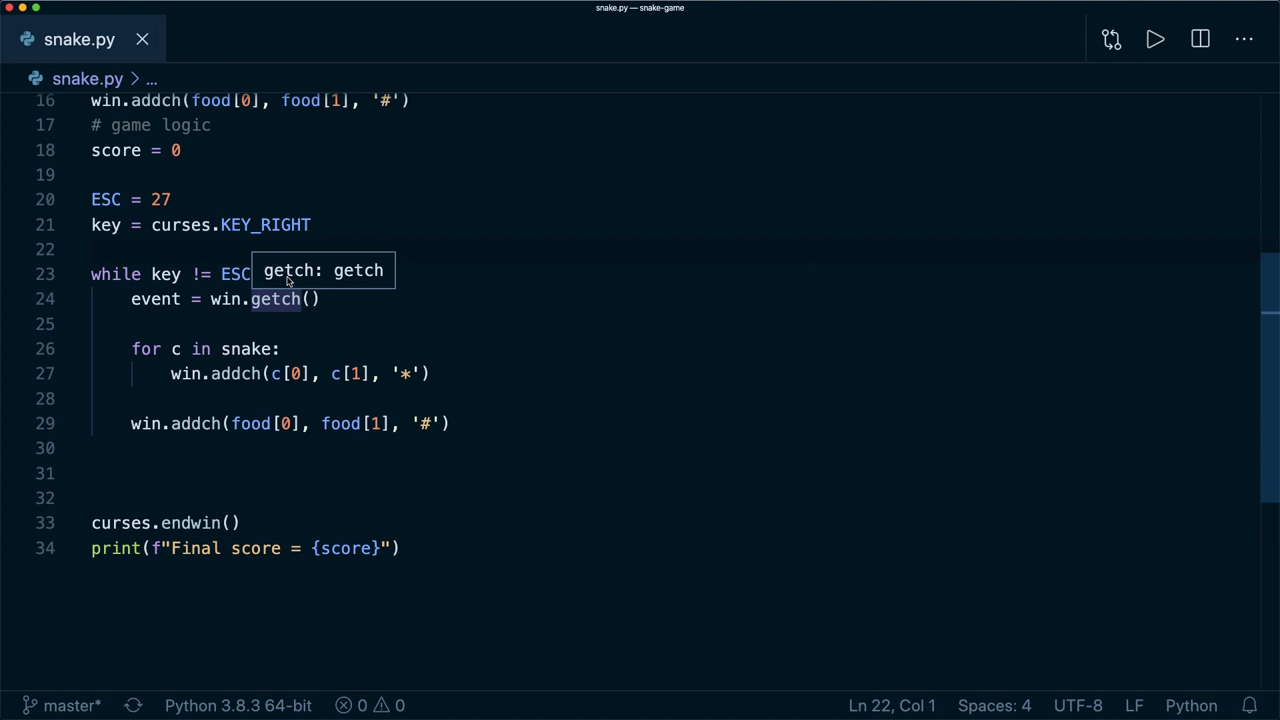 snake.py — snake-game
snake.py
snake.py > ...
16 win.addch(food[0], food[1], '#')
17 # game logic
18 score = 0
19
20 ESC = 27
21 key = curses.KEY_RIGHT
22
getch: getch
23 while key != ESC
24 event = win.getch()
25
26 for c in snake:
27 win.addch(c[0], c[1], '*')
28
29 win.addch(food[0], food[1], '#')
30
31
32
33 curses.endwin()
34 print(f"Final score = {score}")
master* Python 3.8.3 64-bit 0 0 Ln 22, Col 1 Spaces: 4 UTF-8 LF Python